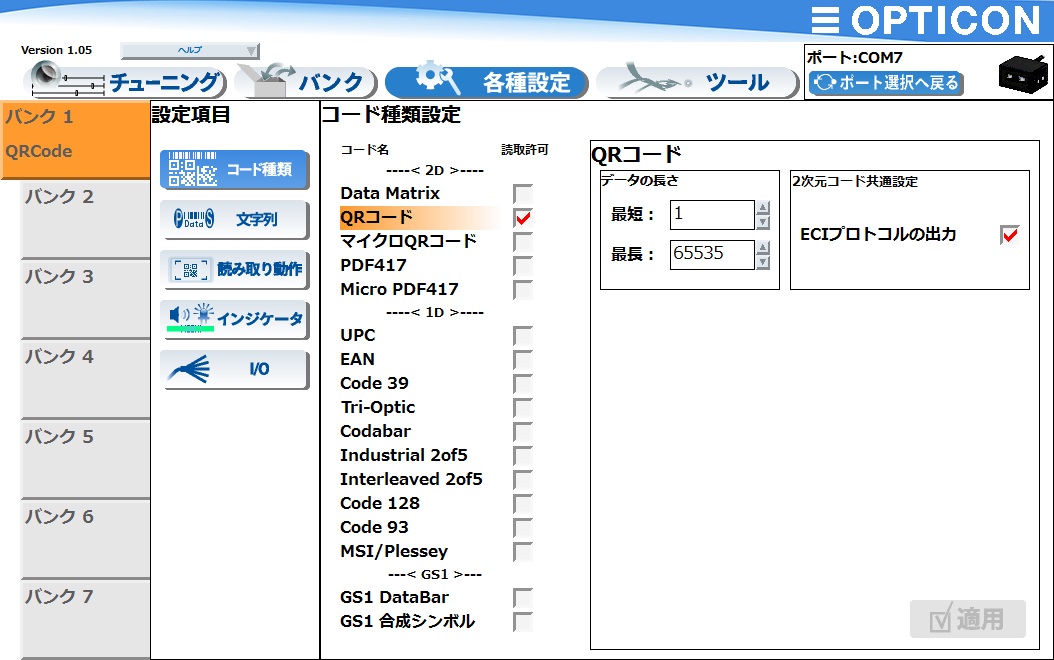 OPTICON
Version 1.05
ヘルプ
チューニング
バンク
各種設定
ツール
ポート:COM7
ポート選択へ戻る
バンク 1
QRCode
バンク 2
バンク 3
バンク 4
バンク 5
バンク 6
バンク 7
設定項目
コード種類
文字列
Data
読み取り動作
インジケータ
I/O
コード種類設定
コード名 読取許可
----< 2D >----
Data Matrix
QRコード
マイクロQRコード
PDF417
Micro PDF417
----< 1D >----
UPC
EAN
Code 39
Tri-Optic
Codabar
Industrial 2of5
Interleaved 2of5
Code 128
Code 93
MSI/Plessey
---< GS1 >---
GS1 DataBar
GS1 合成シンボル
QRコード
データの長さ
最短： 1
最長： 65535
2次元コード共通設定
ECIプロトコルの出力
適用